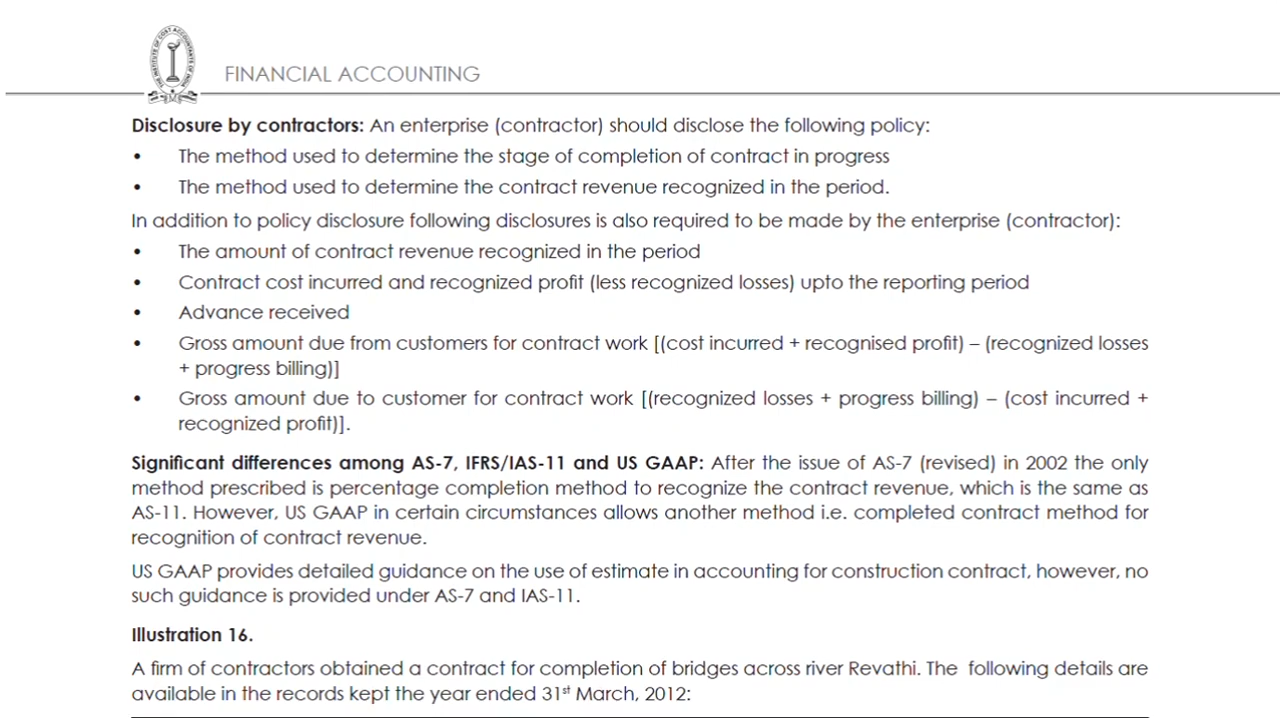 FINANCIAL ACCOUNTING
Disclosure by contractors: An enterprise (contractor) should disclose the following policy:
• The method used to determine the stage of completion of contract in progress
• The method used to determine the contract revenue recognized in the period.
In addition to policy disclosure following disclosures is also required to be made by the enterprise (contractor):
• The amount of contract revenue recognized in the period
• Contract cost incurred and recognized profit (less recognized losses) upto the reporting period
• Advance received
• Gross amount due from customers for contract work [(cost incurred + recognised profit) – (recognized losses
+ progress billing)]
• Gross amount due to customer for contract work [(recognized losses + progress billing) – (cost incurred +
recognized profit)].
Significant differences among AS-7, IFRS/IAS-11 and US GAAP: After the issue of AS-7 (revised) in 2002 the only
method prescribed is percentage completion method to recognize the contract revenue, which is the same as
AS-11. However, US GAAP in certain circumstances allows another method i.e. completed contract method for
recognition of contract revenue.
US GAAP provides detailed guidance on the use of estimate in accounting for construction contract, however, no
such guidance is provided under AS-7 and IAS-11.
Illustration 16.
A firm of contractors obtained a contract for completion of bridges across river Revathi. The following details are
available in the records kept the year ended 31st March, 2012: